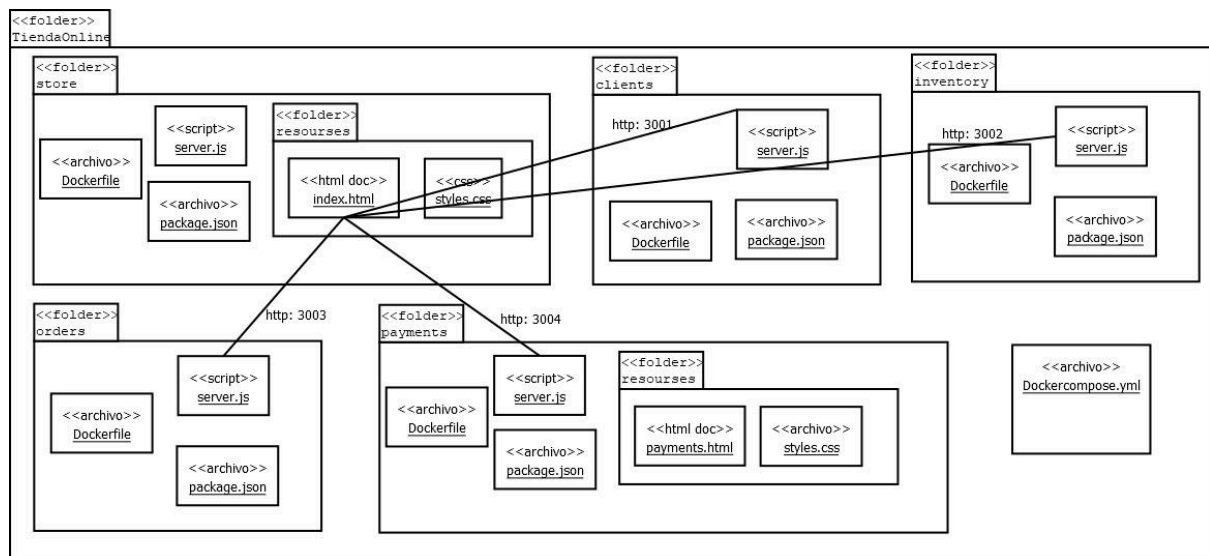 <<folder>>
TiendaOnline
<<folder>>
store
<<archivo>>
Dockerfile
<<script>>
server.js
<<archivo>>
package.json
<<folder>>
resourses
<<html doc>>
index.html
<<css>>
styles.css
<<folder>>
clients
http: 3001
<<script>>
server.js
<<archivo>>
Dockerfile
<<archivo>>
package.json
<<folder>>
inventory
http: 3002
<<script>>
server.js
<<archivo>>
Dockerfile
<<archivo>>
package.json
<<folder>>
orders
http: 3003
<<script>>
server.js
<<archivo>>
Dockerfile
<<archivo>>
package.json
<<folder>>
payments
http: 3004
<<script>>
server.js
<<archivo>>
Dockerfile
<<archivo>>
package.json
<<folder>>
resourses
<<html doc>>
payments.html
<<archivo>>
styles.css
<<archivo>>
Dockercompose.yml